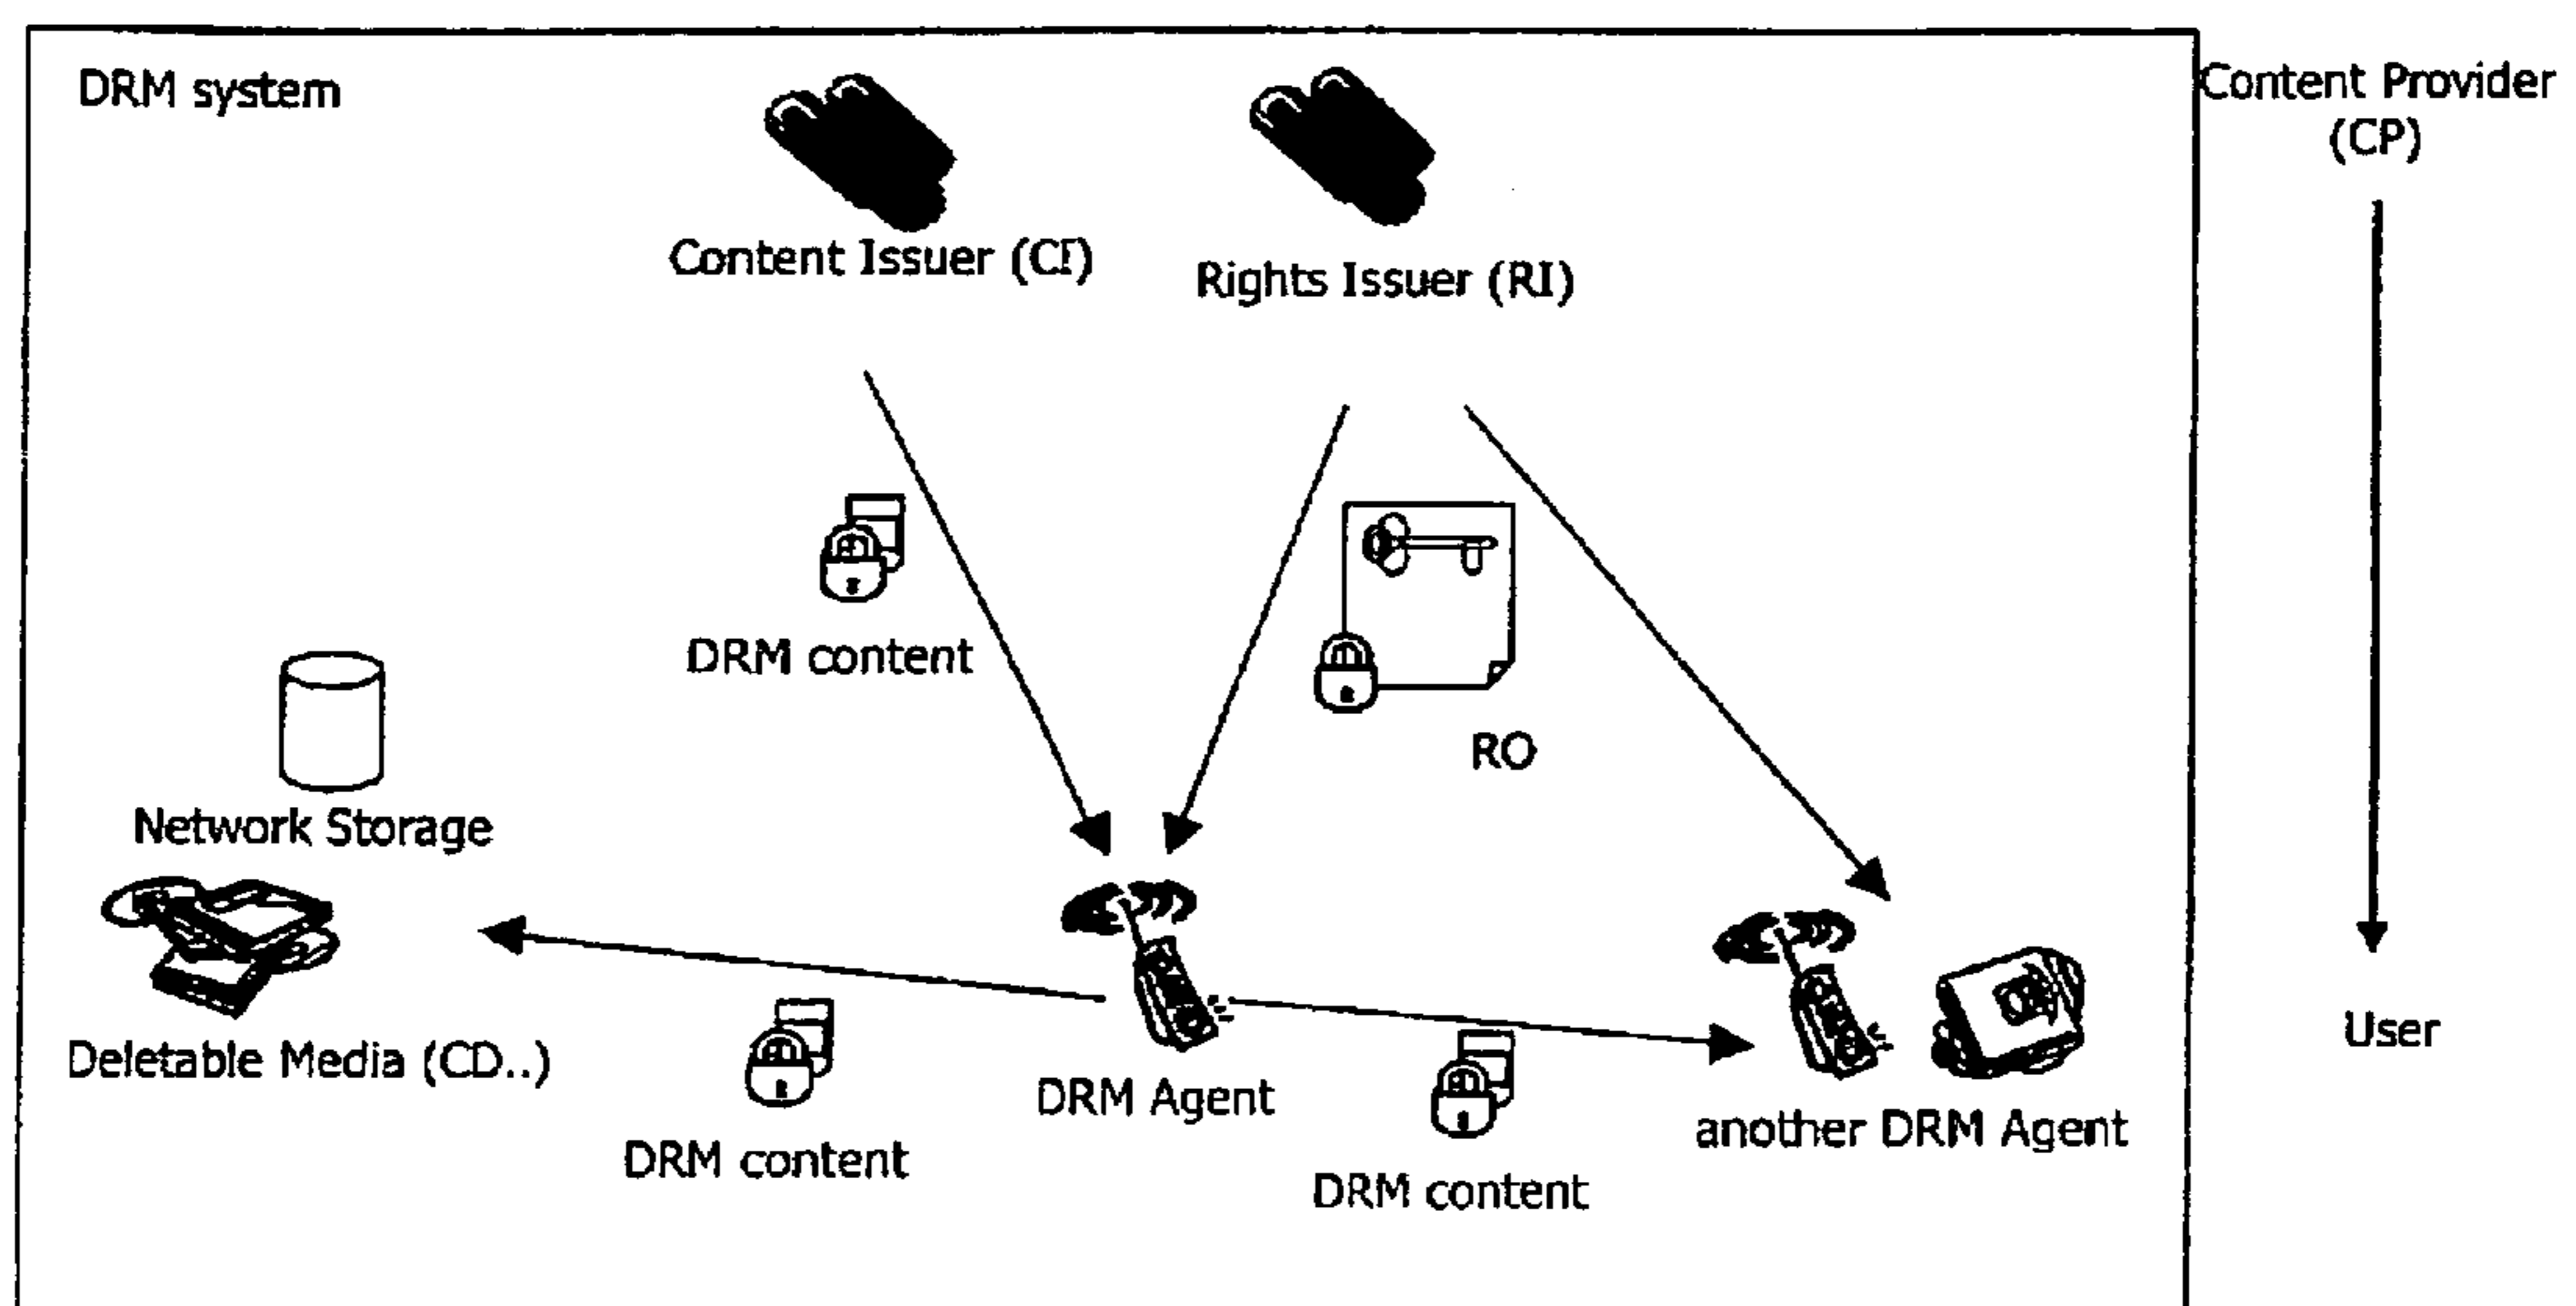 DRM system
Content Provider
(CP)
Content Issuer (CI)
Rights Issuer (RI)
DRM content
RO
Network Storage
Deletable Media (CD..)
DRM Agent
another DRM Agent
User
DRM content
DRM content